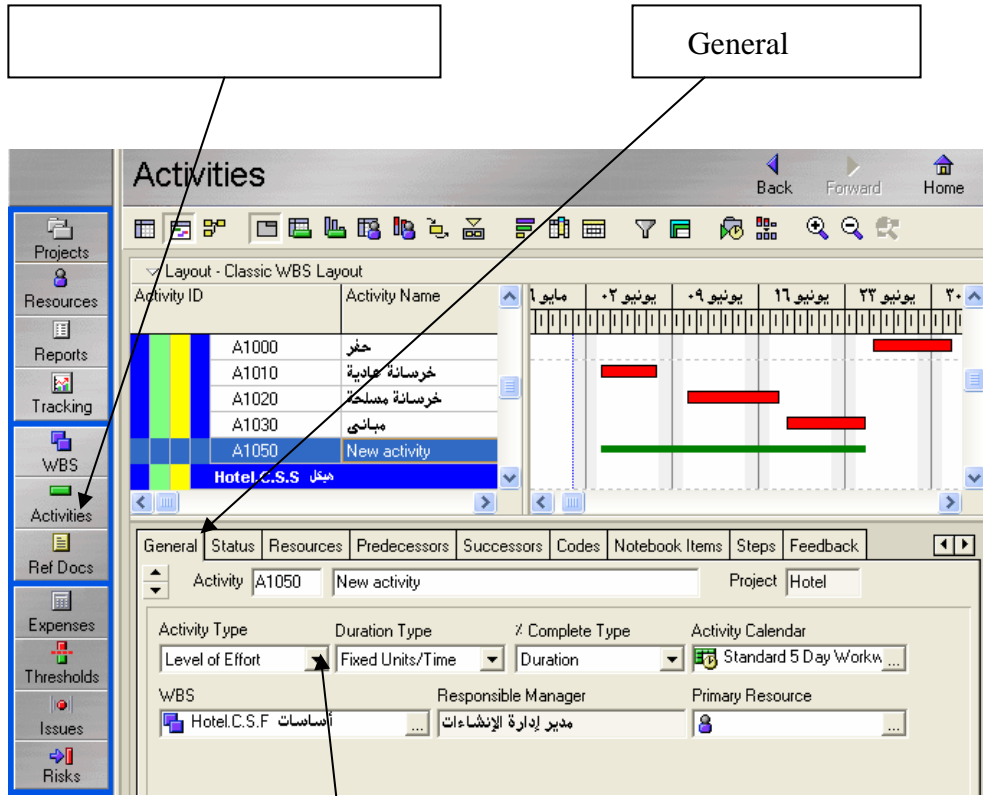 General
Activities
Back Forward Home
Projects
Resources
Reports
Tracking
WBS
Activities
Ref Docs
Expenses
Thresholds
Issues
Risks
Layout - Classic WBS Layout
Activity ID Activity Name
مايو ٦ يونيو ٠٢ يونيو ٠٩ يونيو ١٦ يونيو ٢٣ ٣٠
A1000 حفر
A1010 خرسانة عادية
A1020 خرسانة مسلحة
A1030 مبانى
A1050 New activity
Hotel.C.S.S هيكل
General Status Resources Predecessors Successors Codes Notebook Items Steps Feedback
Activity A1050 New activity Project Hotel
Activity Type Duration Type % Complete Type Activity Calendar
Level of Effort Fixed Units/Time Duration Standard 5 Day Workw ...
WBS Responsible Manager Primary Resource
Hotel.C.S.F أساسات ... مدير إدارة الإنشاءات ...